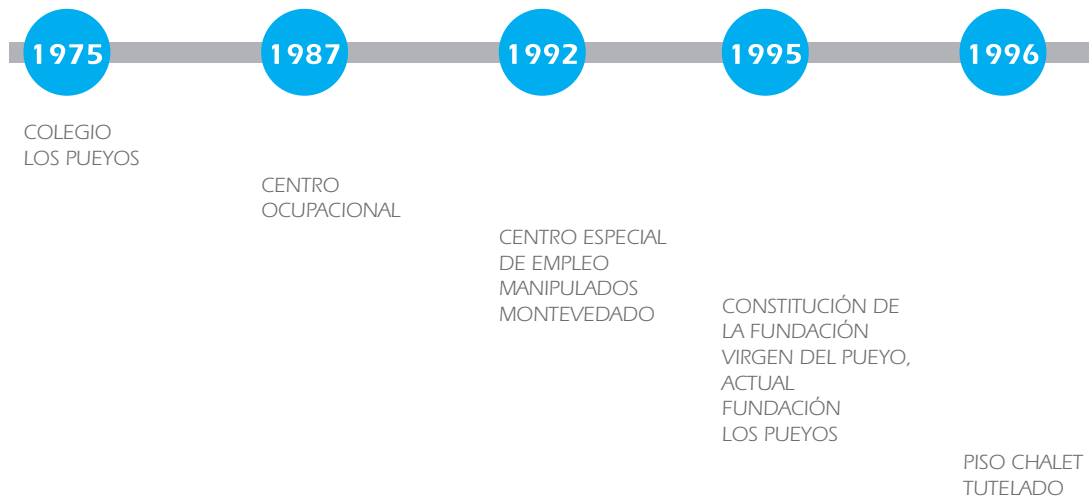 1975
COLEGIO
LOS PUEYOS
1987
CENTRO
OCUPACIONAL
1992
CENTRO ESPECIAL
DE EMPLEO
MANIPULADOS
MONTEVEDADO
1995
CONSTITUCIÓN DE
LA FUNDACIÓN
VIRGEN DEL PUEYO,
ACTUAL
FUNDACIÓN
LOS PUEYOS
1996
PISO CHALET
TUTELADO